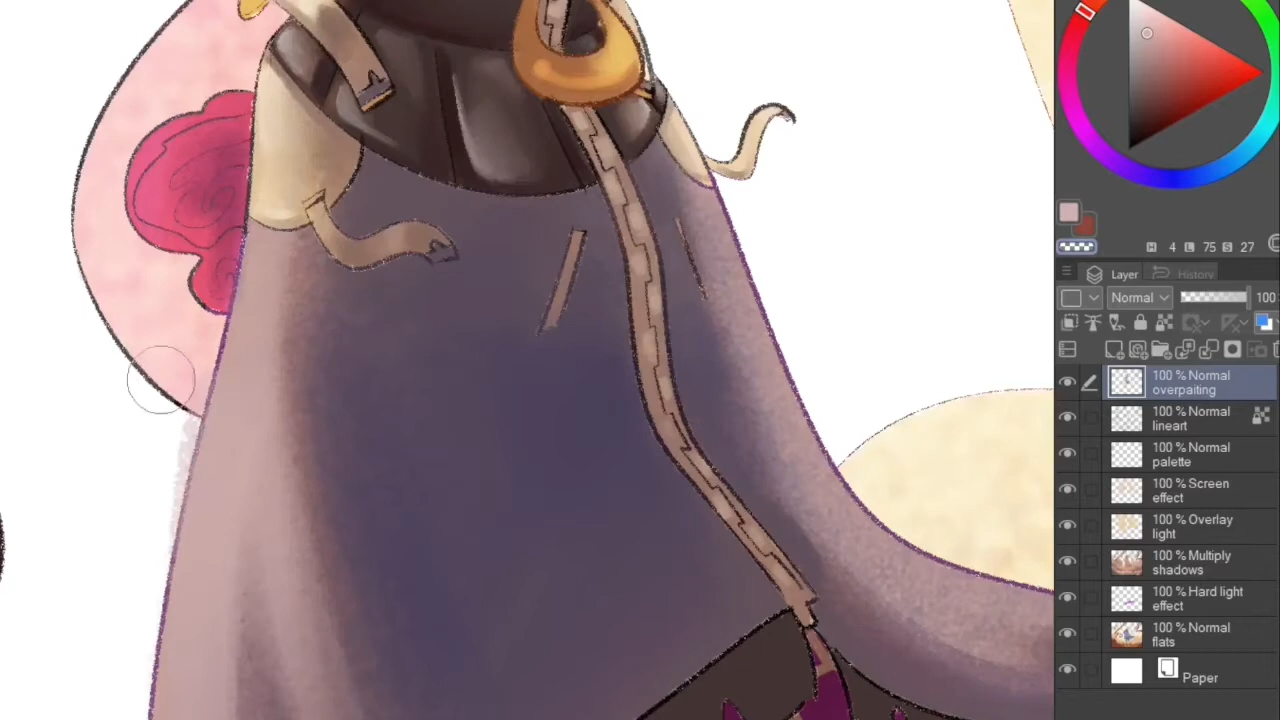 H 4 L 75 S 27
Layer History
Normal 100
100 % Normal
overpaiting
100 % Normal
lineart
100 % Normal
palette
100 % Screen
effect
100 % Overlay
light
100 % Multiply
shadows
100 % Hard light
effect
100 % Normal
flats
Paper